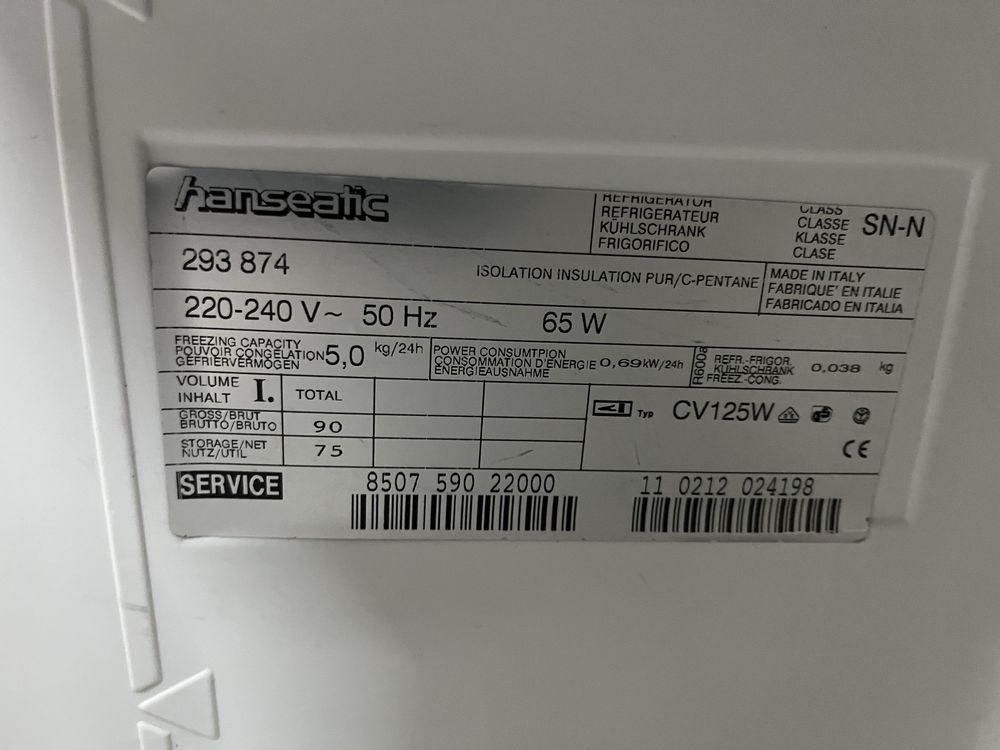 hanseatic
REFRIGERATOR
REFRIGERATEUR
KÜHLSCHRANK
FRIGORIFICO
CLASS
CLASSE
KLASSE
CLASE
SN-N
293 874
ISOLATION INSULATION PUR/C-PENTANE
MADE IN ITALY
FABRIQUE' EN ITALIE
FABRICADO EN ITALIA
220-240 V~ 50 Hz 65 W
FREEZING CAPACITY
POUVOIR CONGÉLATION
GEFRIERVERMÖGEN
5,0 kg/24h
POWER CONSUMTPION
CONSOMMATION D'ENERGIE
ENERGIEAUSNAHME
0,69kW/24h
R600a
REFR.-FRIGOR.
KÜHLSCHRANK
FREEZ.-CONG.
0,038 kg
VOLUME
INHALT
l.
TOTAL
GROSS/BRUT
BRUTTO/BRUTO
90
STORAGE/NET
NUTZ/UTIL
75
Typ CV125W
CE
SERVICE
8507 590 22000
11 0212 024198